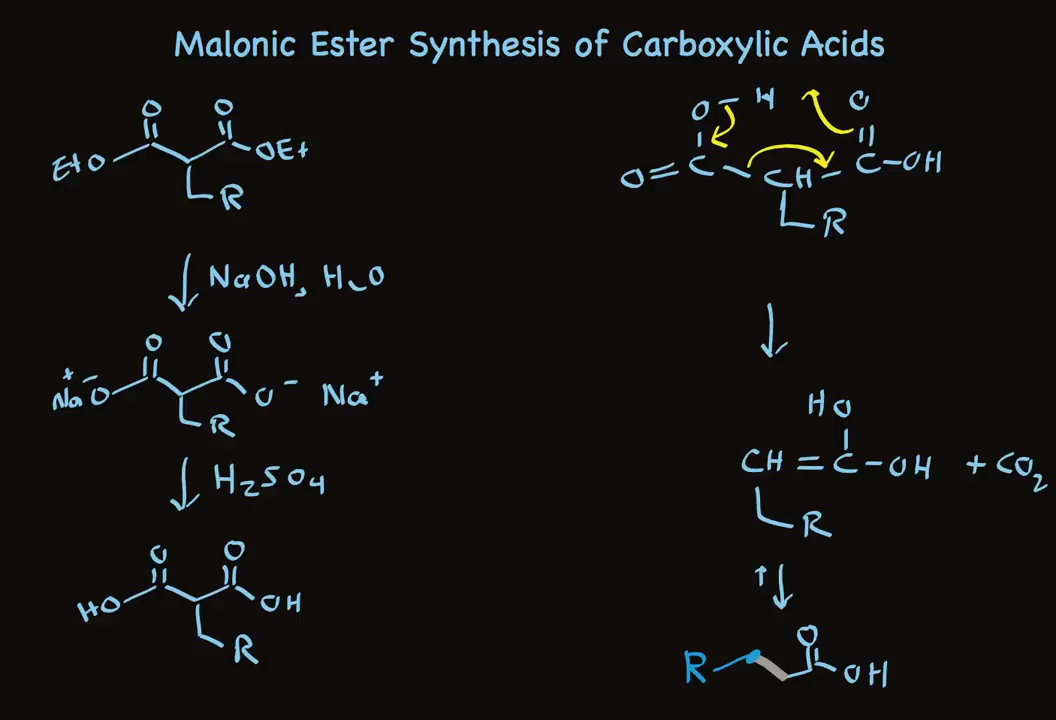 Malonic Ester Synthesis of Carboxylic Acids
O O
EtO OEt
R
NaOH, H2O
O O
Na+ -O O- Na+
R
H2SO4
O O
HO OH
R
O-H O
O=C-CH-C-OH
R
HO
CH=C-OH +CO2
R
O
R OH